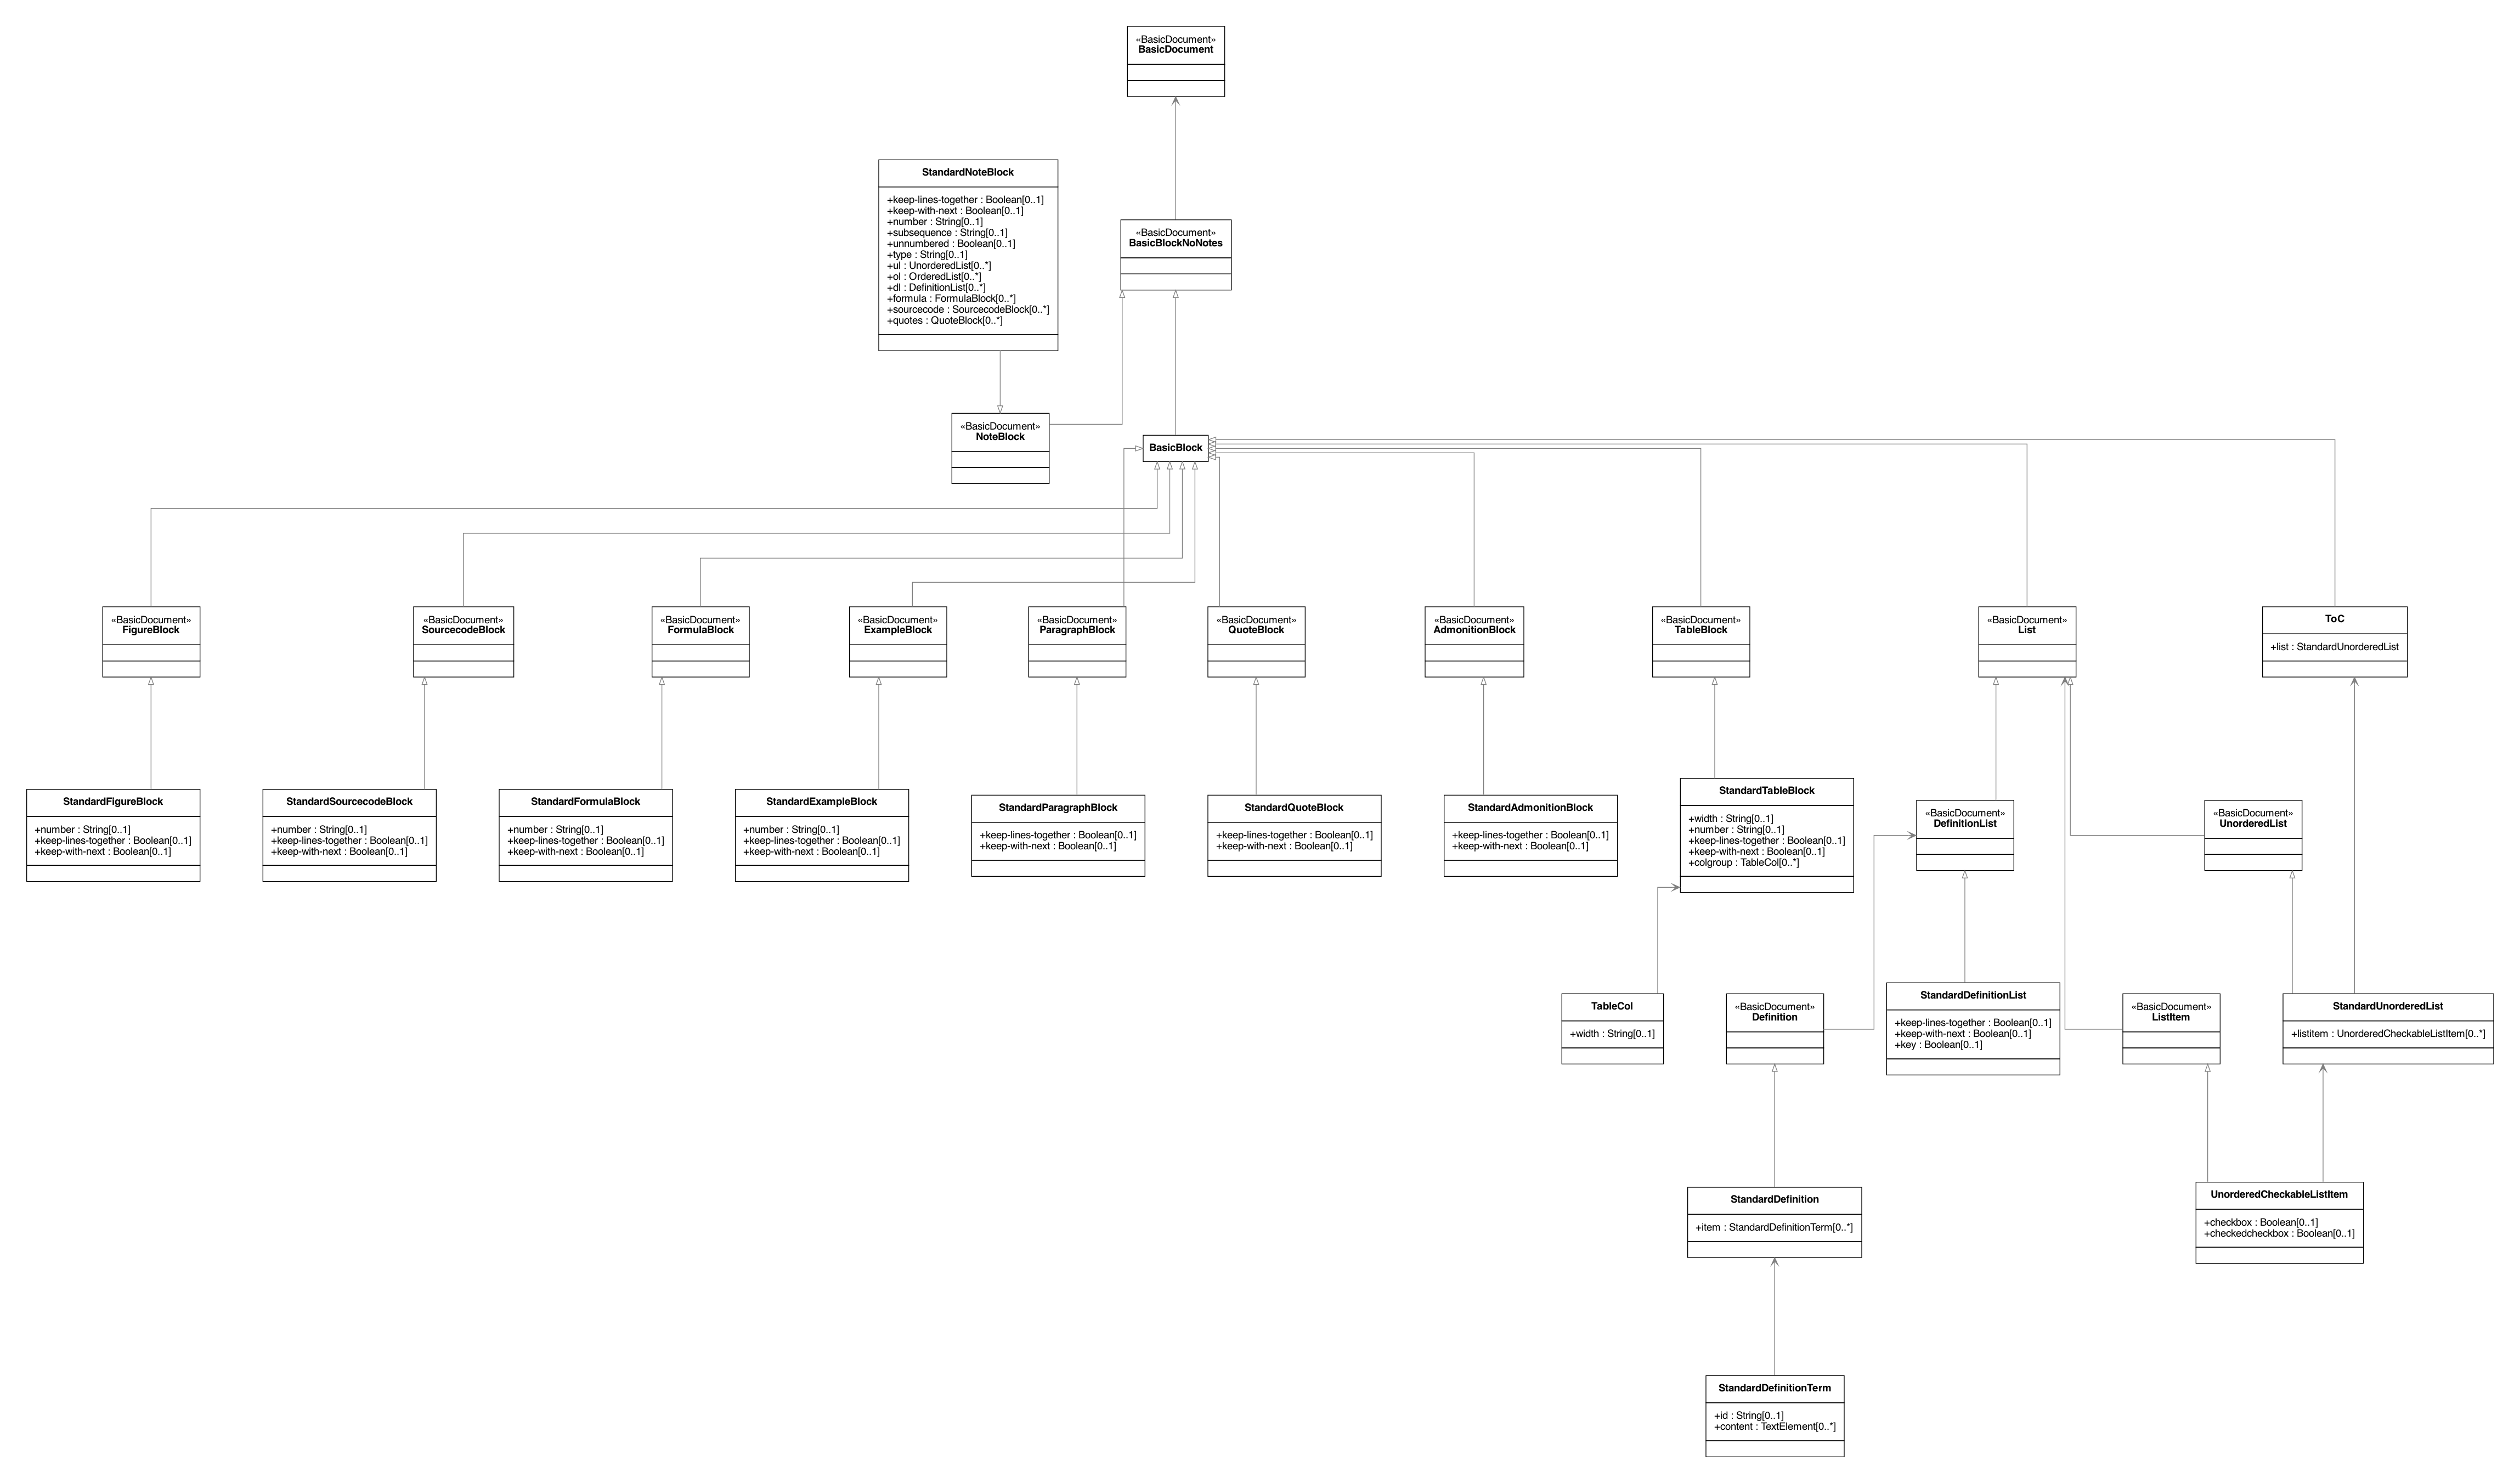 «BasicDocument»
BasicDocument
StandardNoteBlock
+keep-lines-together : Boolean[0..1]
+keep-with-next : Boolean[0..1]
+number : String[0..1]
+subsequence : String[0..1]
+unnumbered : Boolean[0..1]
+type : String[0..1]
+ul : UnorderedList[0..*]
+ol : OrderedList[0..*]
+dl : DefinitionList[0..*]
+formula : FormulaBlock[0..*]
+sourcecode : SourcecodeBlock[0..*]
+quotes : QuoteBlock[0..*]
«BasicDocument»
BasicBlockNoNotes
«BasicDocument»
NoteBlock
BasicBlock
«BasicDocument»
FigureBlock
«BasicDocument»
SourcecodeBlock
«BasicDocument»
FormulaBlock
«BasicDocument»
ExampleBlock
«BasicDocument»
ParagraphBlock
«BasicDocument»
QuoteBlock
«BasicDocument»
AdmonitionBlock
«BasicDocument»
TableBlock
«BasicDocument»
List
ToC
+list : StandardUnorderedList
StandardFigureBlock
+number : String[0..1]
+keep-lines-together : Boolean[0..1]
+keep-with-next : Boolean[0..1]
StandardSourcecodeBlock
+number : String[0..1]
+keep-lines-together : Boolean[0..1]
+keep-with-next : Boolean[0..1]
StandardFormulaBlock
+number : String[0..1]
+keep-lines-together : Boolean[0..1]
+keep-with-next : Boolean[0..1]
StandardExampleBlock
+number : String[0..1]
+keep-lines-together : Boolean[0..1]
+keep-with-next : Boolean[0..1]
StandardParagraphBlock
+keep-lines-together : Boolean[0..1]
+keep-with-next : Boolean[0..1]
StandardQuoteBlock
+keep-lines-together : Boolean[0..1]
+keep-with-next : Boolean[0..1]
StandardAdmonitionBlock
+keep-lines-together : Boolean[0..1]
+keep-with-next : Boolean[0..1]
StandardTableBlock
+width : String[0..1]
+number : String[0..1]
+keep-lines-together : Boolean[0..1]
+keep-with-next : Boolean[0..1]
+colgroup : TableCol[0..*]
«BasicDocument»
DefinitionList
«BasicDocument»
UnorderedList
TableCol
+width : String[0..1]
«BasicDocument»
Definition
StandardDefinitionList
+keep-lines-together : Boolean[0..1]
+keep-with-next : Boolean[0..1]
+key : Boolean[0..1]
«BasicDocument»
ListItem
StandardUnorderedList
+listitem : UnorderedCheckableListItem[0..*]
StandardDefinition
+item : StandardDefinitionTerm[0..*]
UnorderedCheckableListItem
+checkbox : Boolean[0..1]
+checkedcheckbox : Boolean[0..1]
StandardDefinitionTerm
+id : String[0..1]
+content : TextElement[0..*]